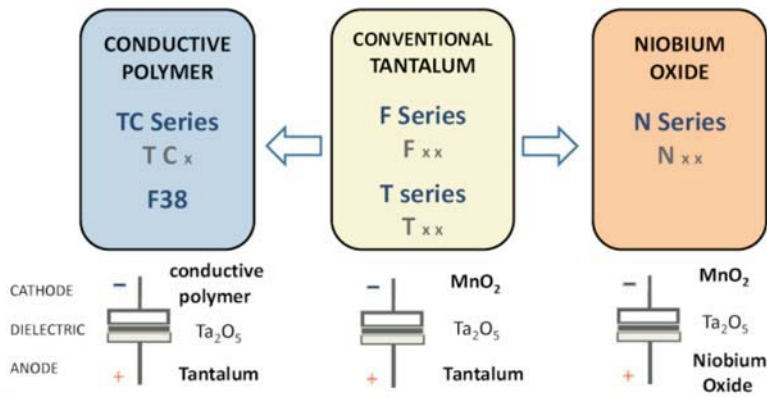 CONDUCTIVE
POLYMER
TC Series
T C x
F38
CONVENTIONAL
TANTALUM
F Series
F x x
T series
T x x
NIOBIUM
OXIDE
N Series
N x x
CATHODE
DIELECTRIC
ANODE
−
conductive
polymer
Ta₂O₅
+
Tantalum
−
MnO₂
Ta₂O₅
+
Tantalum
−
MnO₂
Ta₂O₅
+
Niobium
Oxide